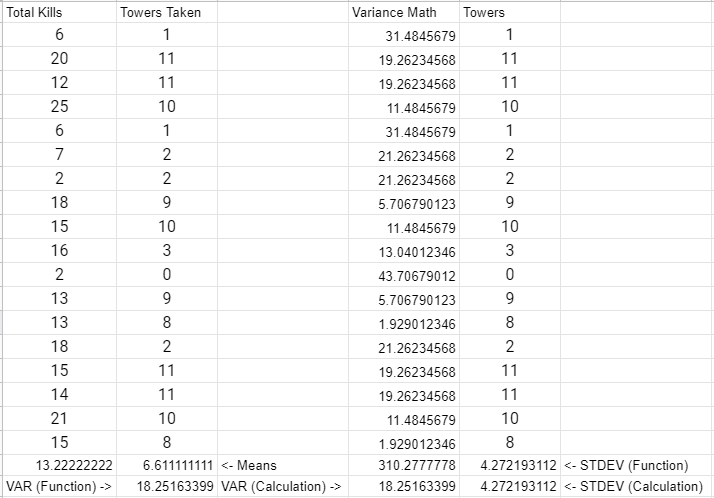 Total Kills Towers Taken Variance Math Towers
6 1 31.4845679 1
20 11 19.26234568 11
12 11 19.26234568 11
25 10 11.4845679 10
6 1 31.4845679 1
7 2 21.26234568 2
2 2 21.26234568 2
18 9 5.706790123 9
15 10 11.4845679 10
16 3 13.04012346 3
2 0 43.70679012 0
13 9 5.706790123 9
13 8 1.929012346 8
18 2 21.26234568 2
15 11 19.26234568 11
14 11 19.26234568 11
21 10 11.4845679 10
15 8 1.929012346 8
13.22222222 6.611111111 <- Means 310.2777778 4.272193112 <- STDEV (Function)
VAR (Function) -> 18.25163399 VAR (Calculation) -> 18.25163399 4.272193112 <- STDEV (Calculation)